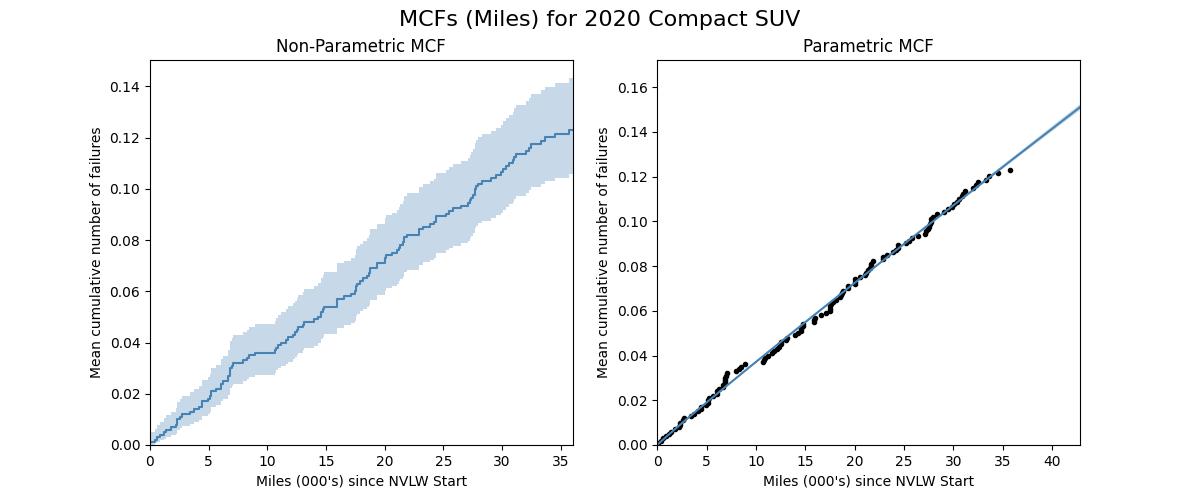 MCFs (Miles) for 2020 Compact SUV
Non-Parametric MCF
Mean cumulative number of failures
0.14
0.12
0.10
0.08
0.06
0.04
0.02
0.00
0 5 10 15 20 25 30 35
Miles (000's) since NVLW Start
Parametric MCF
Mean cumulative number of failures
0.16
0.14
0.12
0.10
0.08
0.06
0.04
0.02
0.00
0 5 10 15 20 25 30 35 40
Miles (000's) since NVLW Start